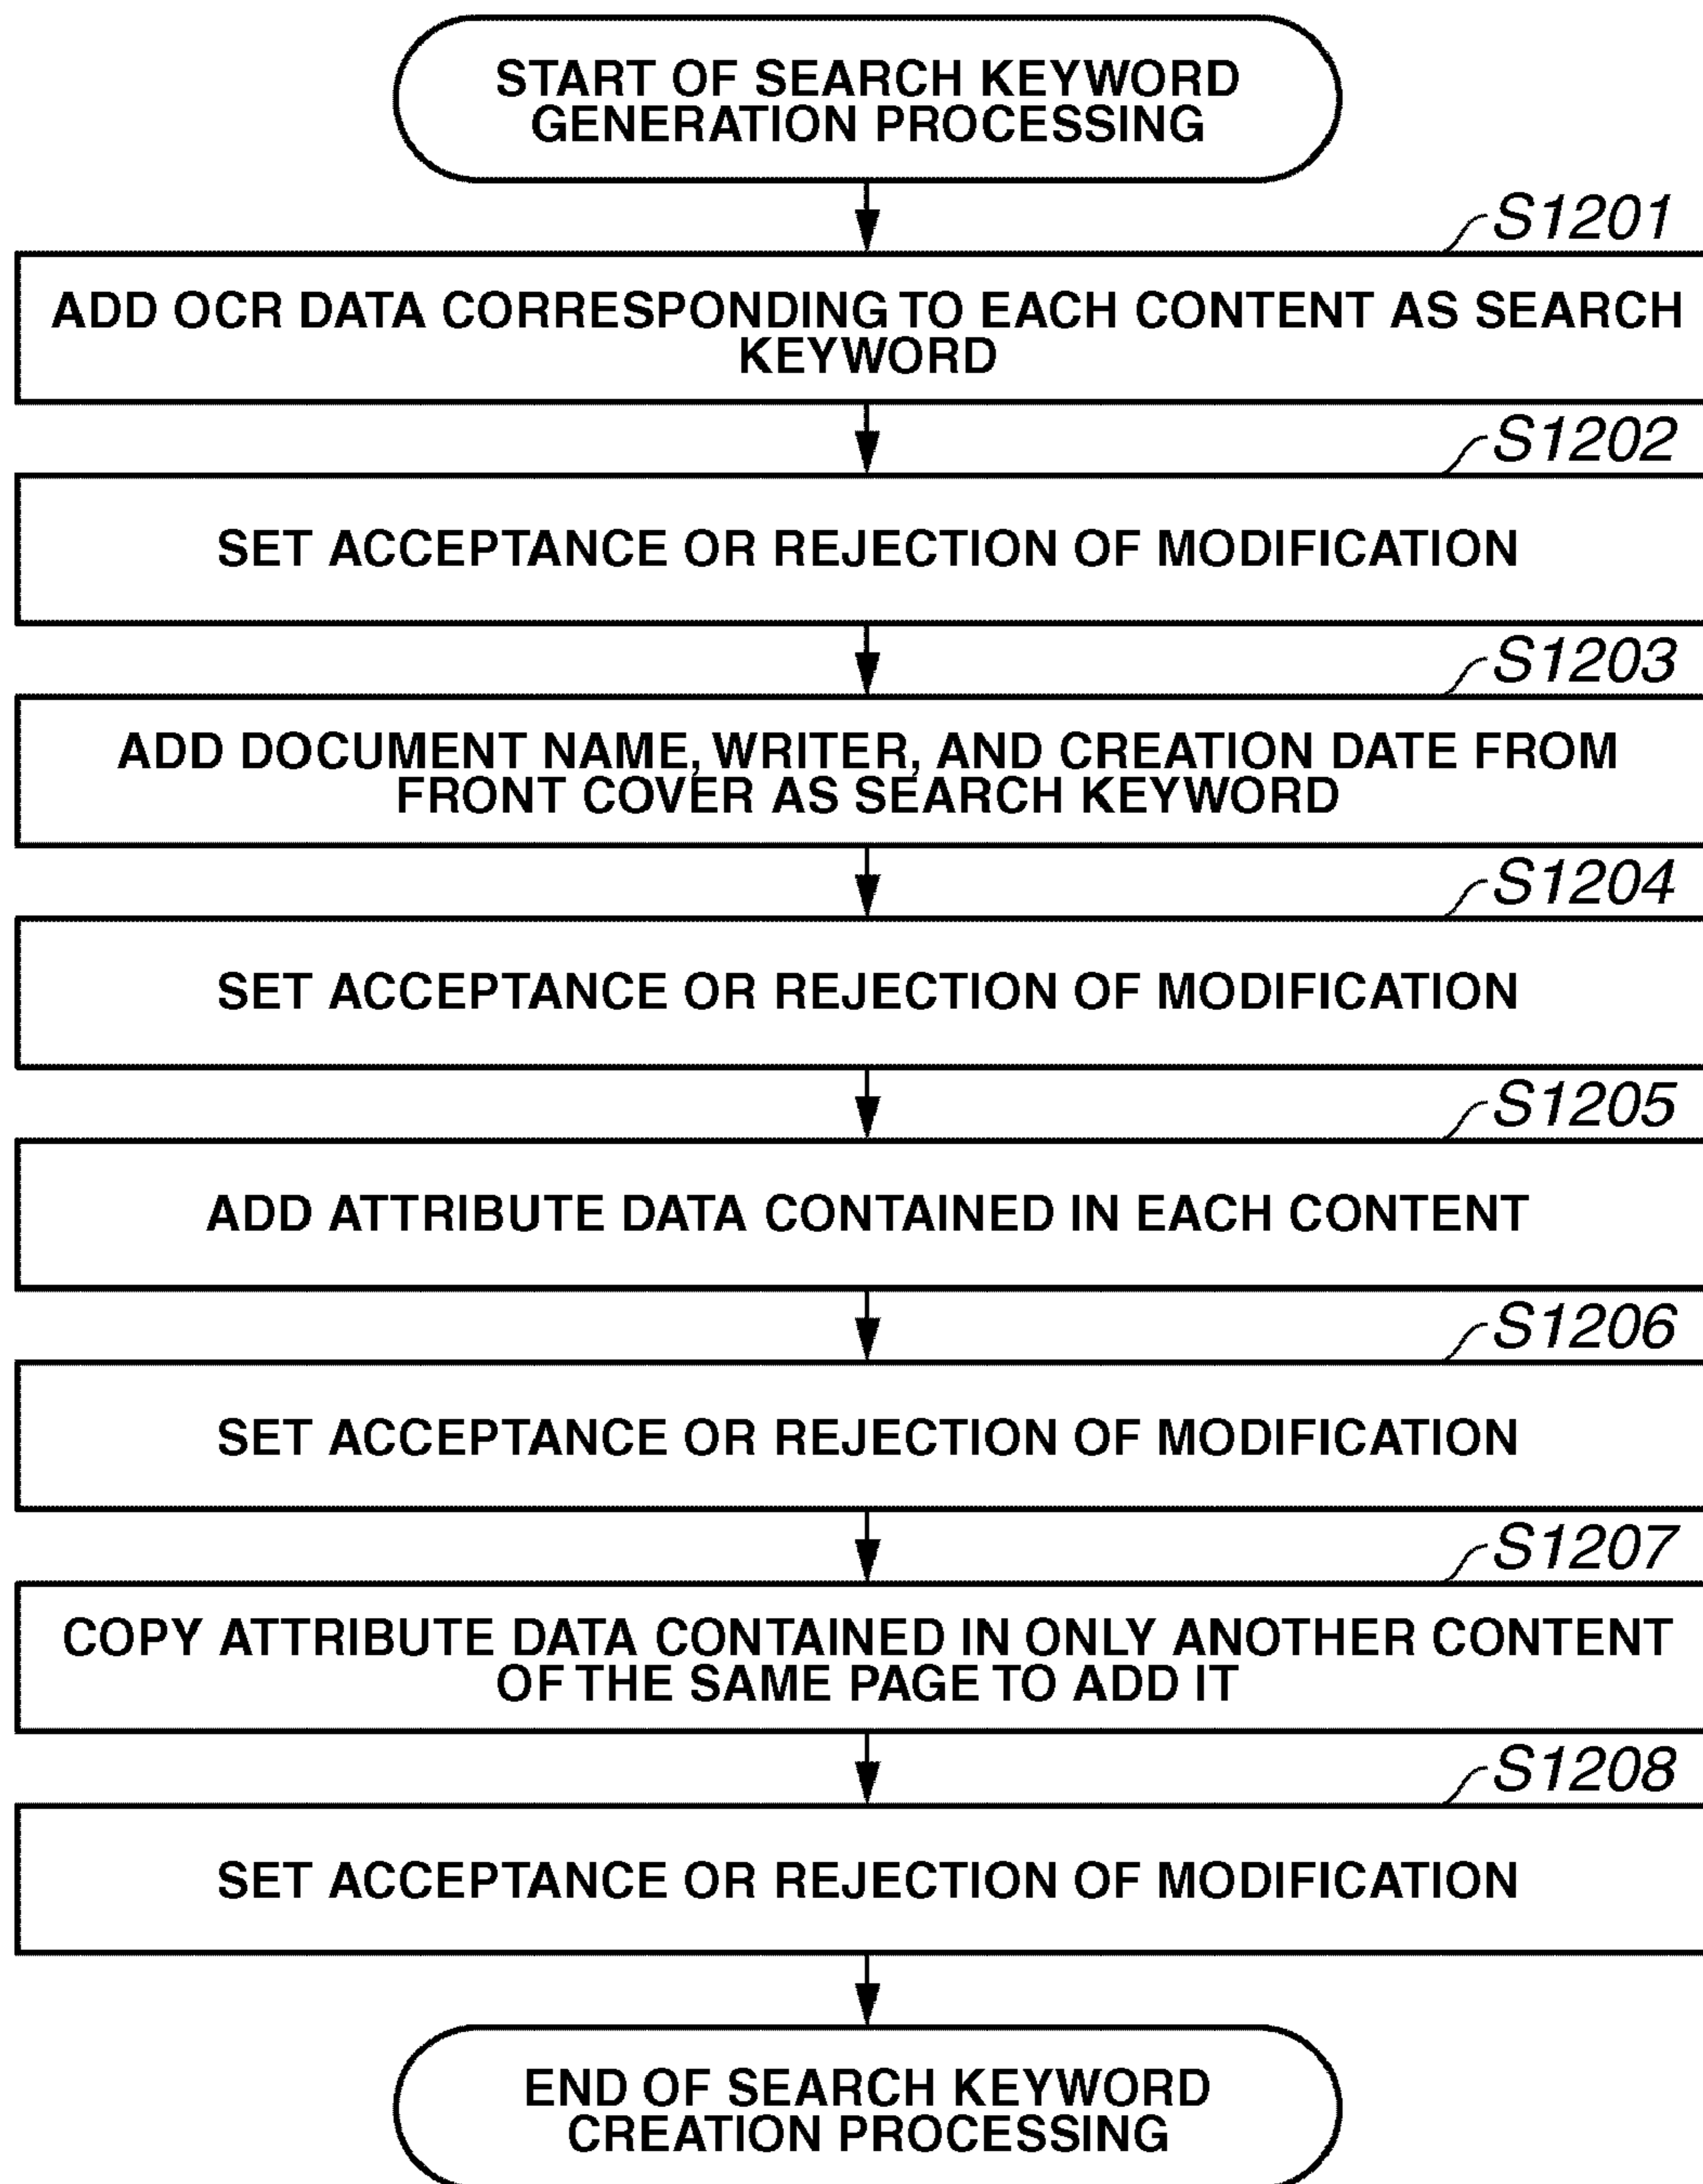 START OF SEARCH KEYWORD
GENERATION PROCESSING
S1201
ADD OCR DATA CORRESPONDING TO EACH CONTENT AS SEARCH
KEYWORD
S1202
SET ACCEPTANCE OR REJECTION OF MODIFICATION
S1203
ADD DOCUMENT NAME, WRITER, AND CREATION DATE FROM
FRONT COVER AS SEARCH KEYWORD
S1204
SET ACCEPTANCE OR REJECTION OF MODIFICATION
S1205
ADD ATTRIBUTE DATA CONTAINED IN EACH CONTENT
S1206
SET ACCEPTANCE OR REJECTION OF MODIFICATION
S1207
COPY ATTRIBUTE DATA CONTAINED IN ONLY ANOTHER CONTENT
OF THE SAME PAGE TO ADD IT
S1208
SET ACCEPTANCE OR REJECTION OF MODIFICATION
END OF SEARCH KEYWORD
CREATION PROCESSING